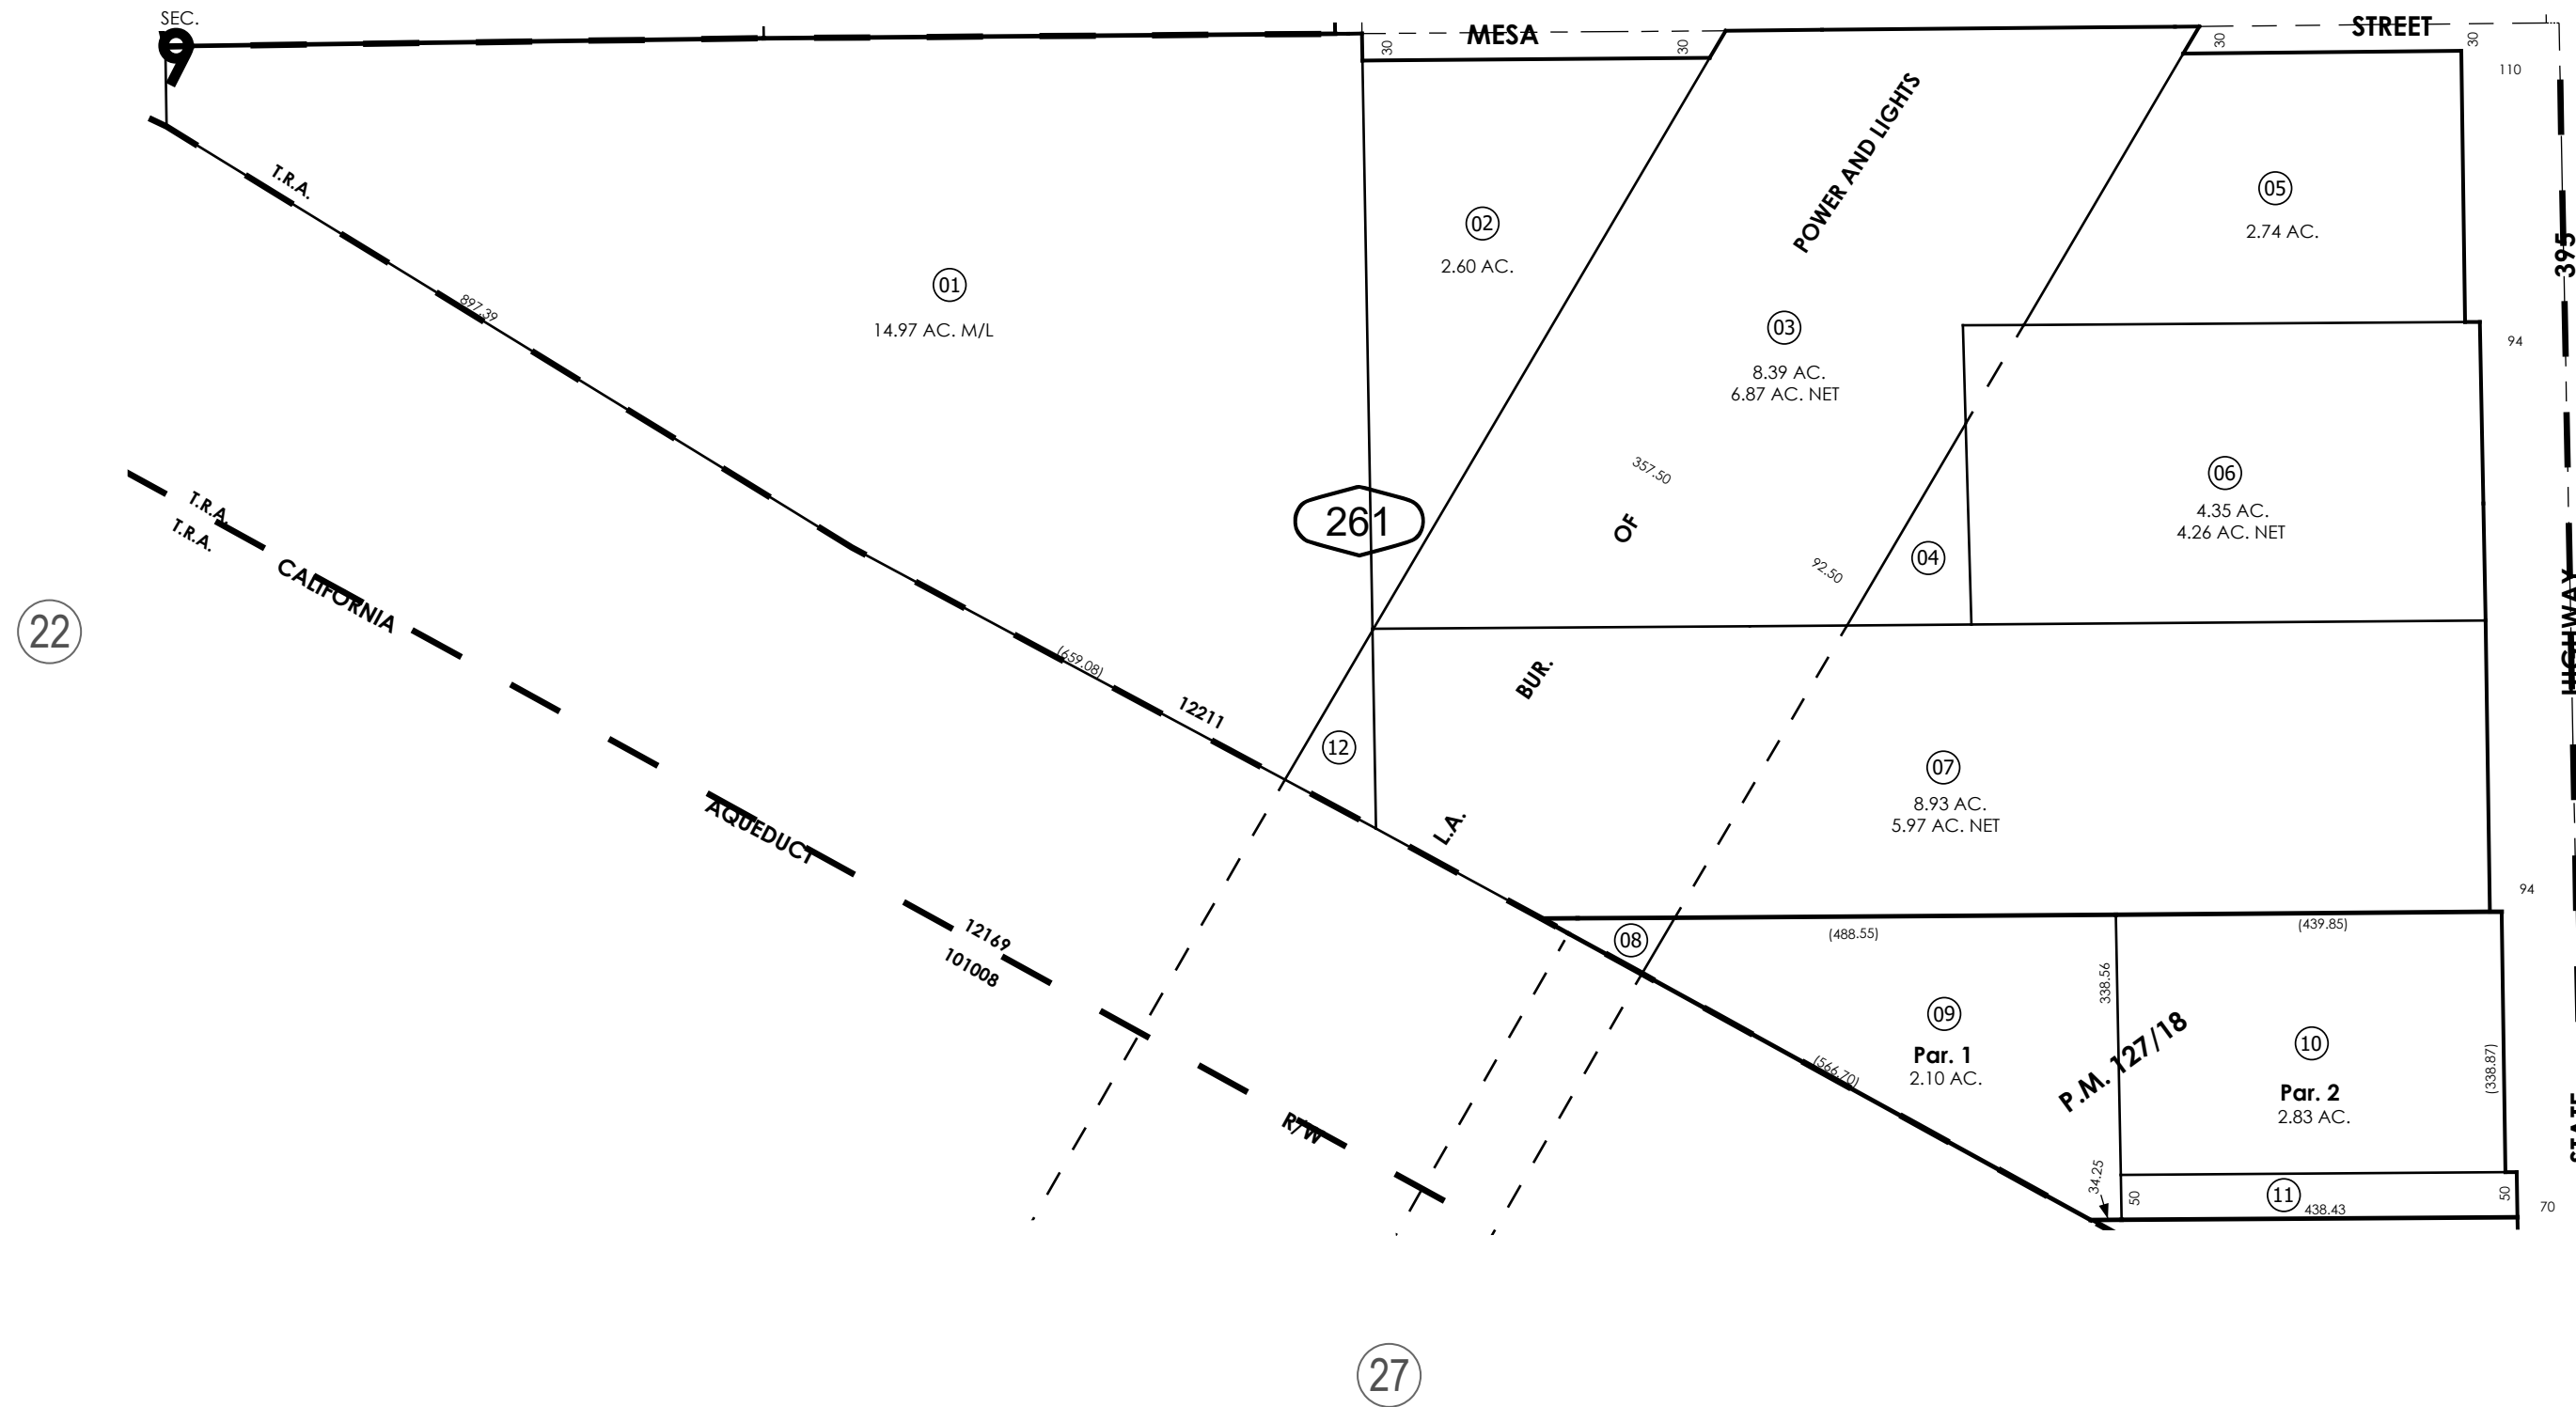 SEC.
9
MESA
STREET
30
30
30
30
110
T.R.A.
POWER AND LIGHTS
05
2.74 AC.
02
2.60 AC.
395
01
14.97 AC. M/L
897.39
03
8.39 AC.
6.87 AC. NET
94
357.50
OF
06
4.35 AC.
4.26 AC. NET
261
92.50
04
T.R.A.
T.R.A.
CALIFORNIA
HIGHWAY
22
(659.08)
BUR.
12211
12
07
8.93 AC.
5.97 AC. NET
AQUEDUCT
L.A.
94
12169
101008
08
(488.55)
(439.85)
338.56
09
Par. 1
2.10 AC.
P.M. 127/18
10
Par. 2
2.83 AC.
(338.87)
(566.70)
R/W
STATE
34.25
50
11
438.43
50
70
27